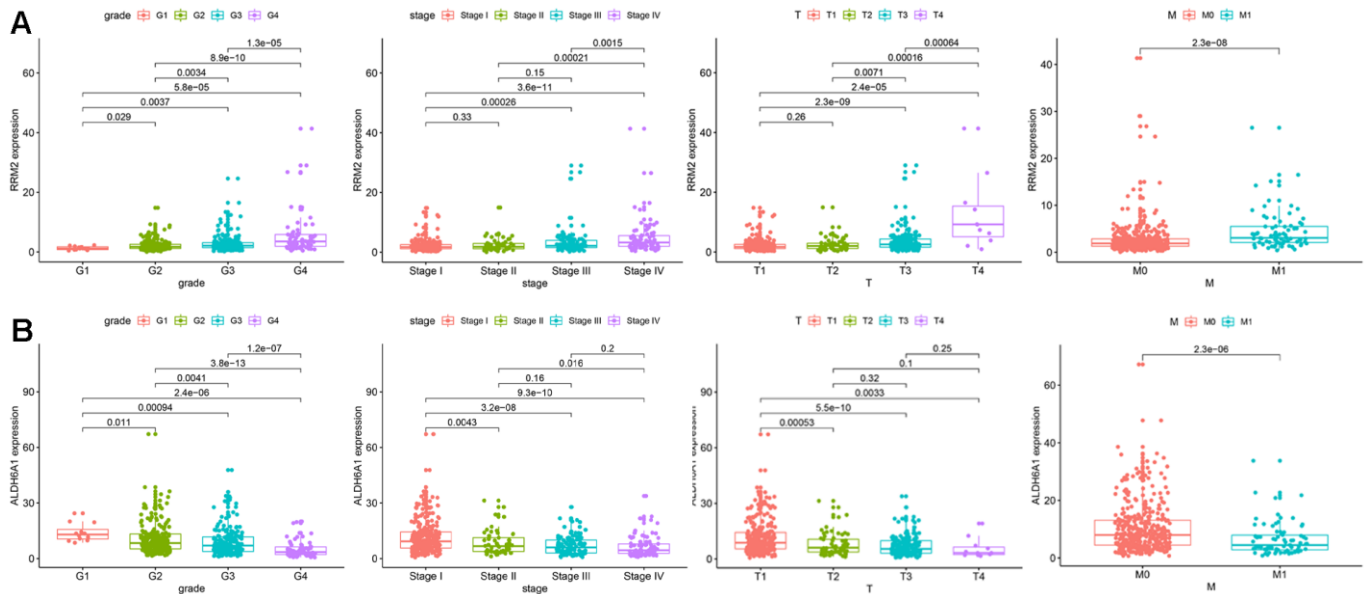 A
grade G1 G2 G3 G4
RRM2 expression
60
40
20
0
1.3e−05
8.9e−10
0.0034
5.8e−05
0.0037
0.029
G1 G2 G3 G4
grade
stage Stage I Stage II Stage III Stage IV
RRM2 expression
60
40
20
0
0.0015
0.00021
0.15
3.6e−11
0.00026
0.33
Stage I Stage II Stage III Stage IV
stage
T T1 T2 T3 T4
RRM2 expression
60
40
20
0
0.00064
0.00016
0.0071
2.4e−05
2.3e−09
0.26
T1 T2 T3 T4
T
M M0 M1
RRM2 expression
40
30
20
10
0
2.3e−08
M0 M1
M
B
grade G1 G2 G3 G4
ALDH6A1 expression
90
60
30
0
1.2e−07
3.8e−13
0.0041
2.4e−06
0.00094
0.011
G1 G2 G3 G4
grade
stage Stage I Stage II Stage III Stage IV
ALDH6A1 expression
90
60
30
0
0.2
0.016
0.16
9.3e−10
3.2e−08
0.0043
Stage I Stage II Stage III Stage IV
stage
T T1 T2 T3 T4
ALDH6A1 expression
90
60
30
0
0.25
0.1
0.32
0.0033
5.5e−10
0.00053
T1 T2 T3 T4
T
M M0 M1
ALDH6A1 expression
60
40
20
0
2.3e−06
M0 M1
M